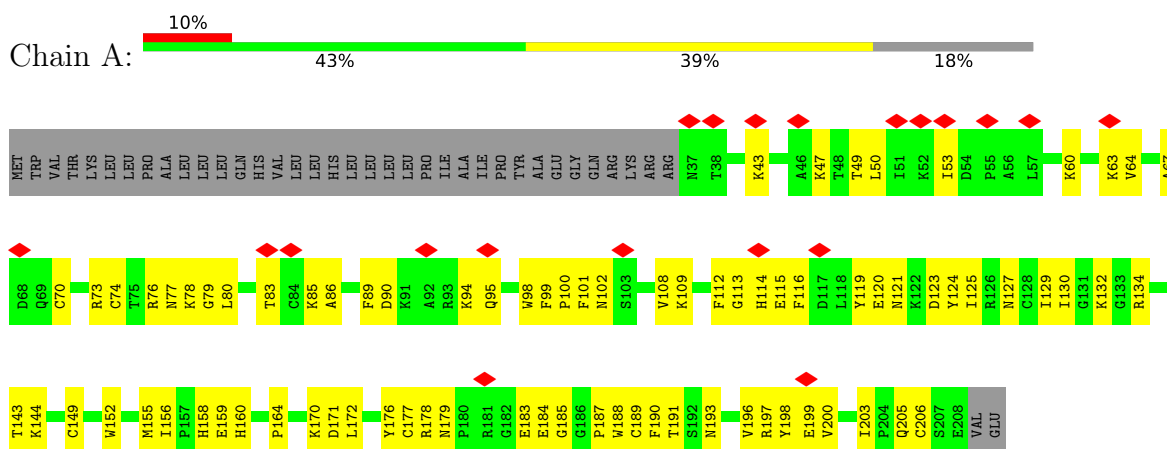 10%
Chain A:
43% 39% 18%
MET TRP VAL THR LYS LEU LEU PRO ALA LEU LEU LEU GLN HIS VAL LEU LEU HIS LEU LEU LEU LEU PRO ILE ALA ILE PRO TYR ALA GLU GLY GLN ARG LYS ARG ARG N37 T38 K43 A46 K47 T48 T49 L50 I51 K52 I53 D54 P55 A56 L57 K60 K63 V64 A67
D68 Q69 C70 R73 C74 T75 R76 N77 K78 G79 L80 T83 C84 K85 A86 F89 D90 K91 A92 R93 K94 Q95 W98 F99 P100 F101 N102 S103 V108 K109 F112 G113 H114 E115 F116 D117 L118 Y119 E120 N121 K122 D123 Y124 I125 R126 N127 C128 I129 I130 G131 K132 G133 R134
T143 K144 C149 W152 M155 I156 P157 H158 E159 H160 P164 K170 D171 L172 Y176 C177 R178 N179 P180 R181 G182 E183 E184 G185 G186 P187 W188 C189 F190 T191 S192 N193 V196 R197 Y198 E199 V200 I203 P204 Q205 C206 S207 E208 VAL GLU